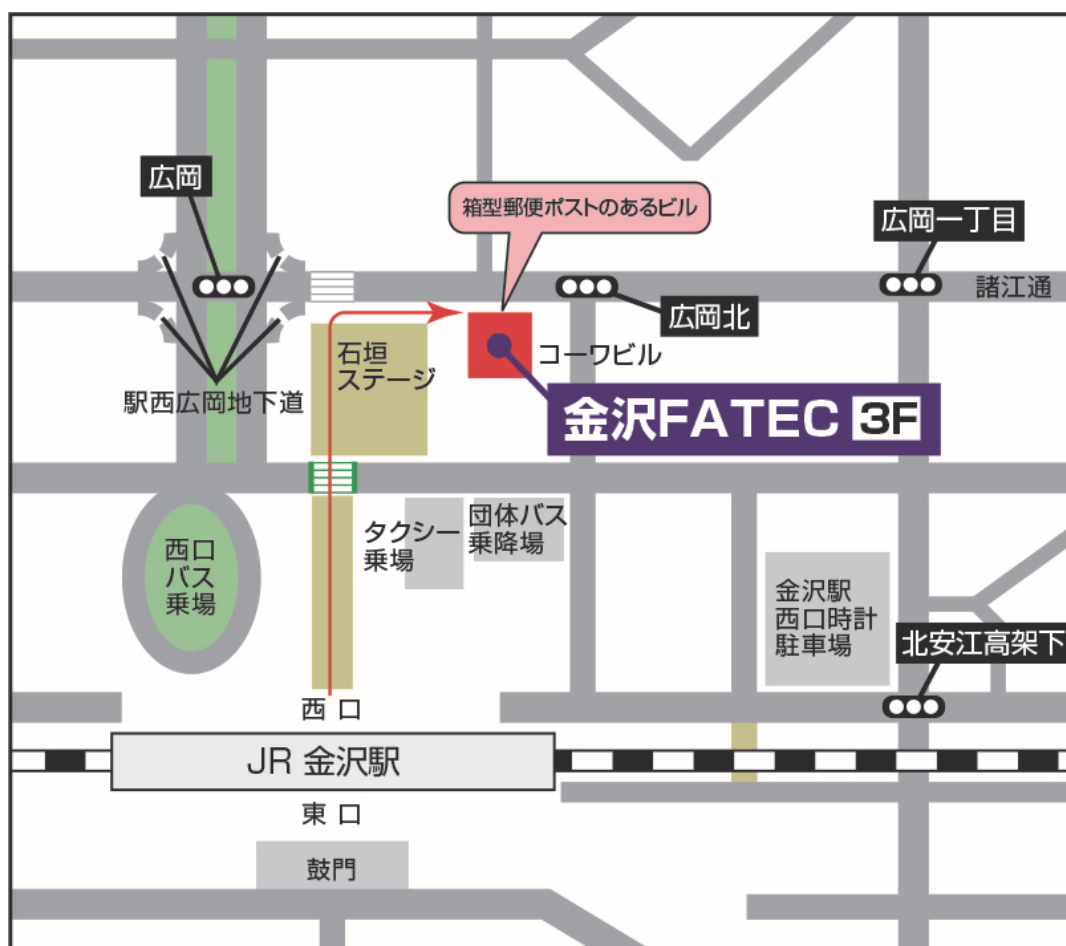 広岡
箱型郵便ポストのあるビル
広岡一丁目
諸江通
広岡北
石垣
ステージ
コーワビル
駅西広岡地下道
金沢FATEC 3F
西口
バス
乗場
タクシー
乗場
団体バス
乗降場
金沢駅
西口時計
駐車場
北安江高架下
西口
JR 金沢駅
東口
鼓門